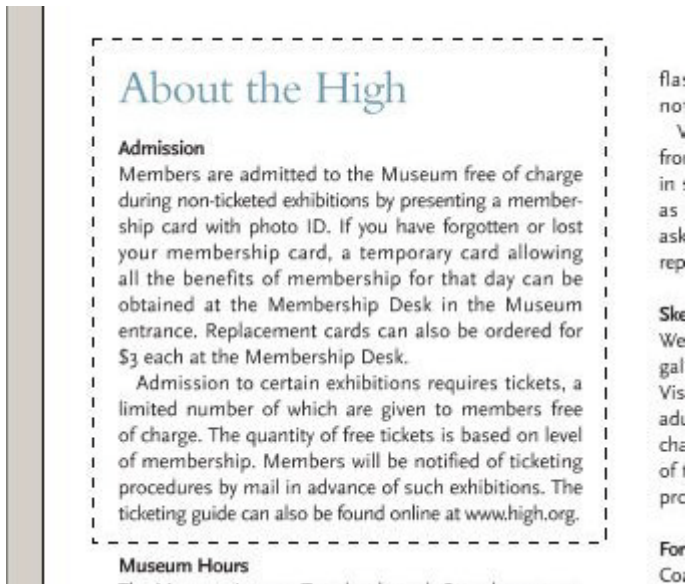 About the High
Admission
Members are admitted to the Museum free of charge
during non-ticketed exhibitions by presenting a member-
ship card with photo ID. If you have forgotten or lost
your membership card, a temporary card allowing
all the benefits of membership for that day can be
obtained at the Membership Desk in the Museum
entrance. Replacement cards can also be ordered for
$3 each at the Membership Desk.
Admission to certain exhibitions requires tickets, a
limited number of which are given to members free
of charge. The quantity of free tickets is based on level
of membership. Members will be notified of ticketing
procedures by mail in advance of such exhibitions. The
ticketing guide can also be found online at www.high.org.
Museum Hours